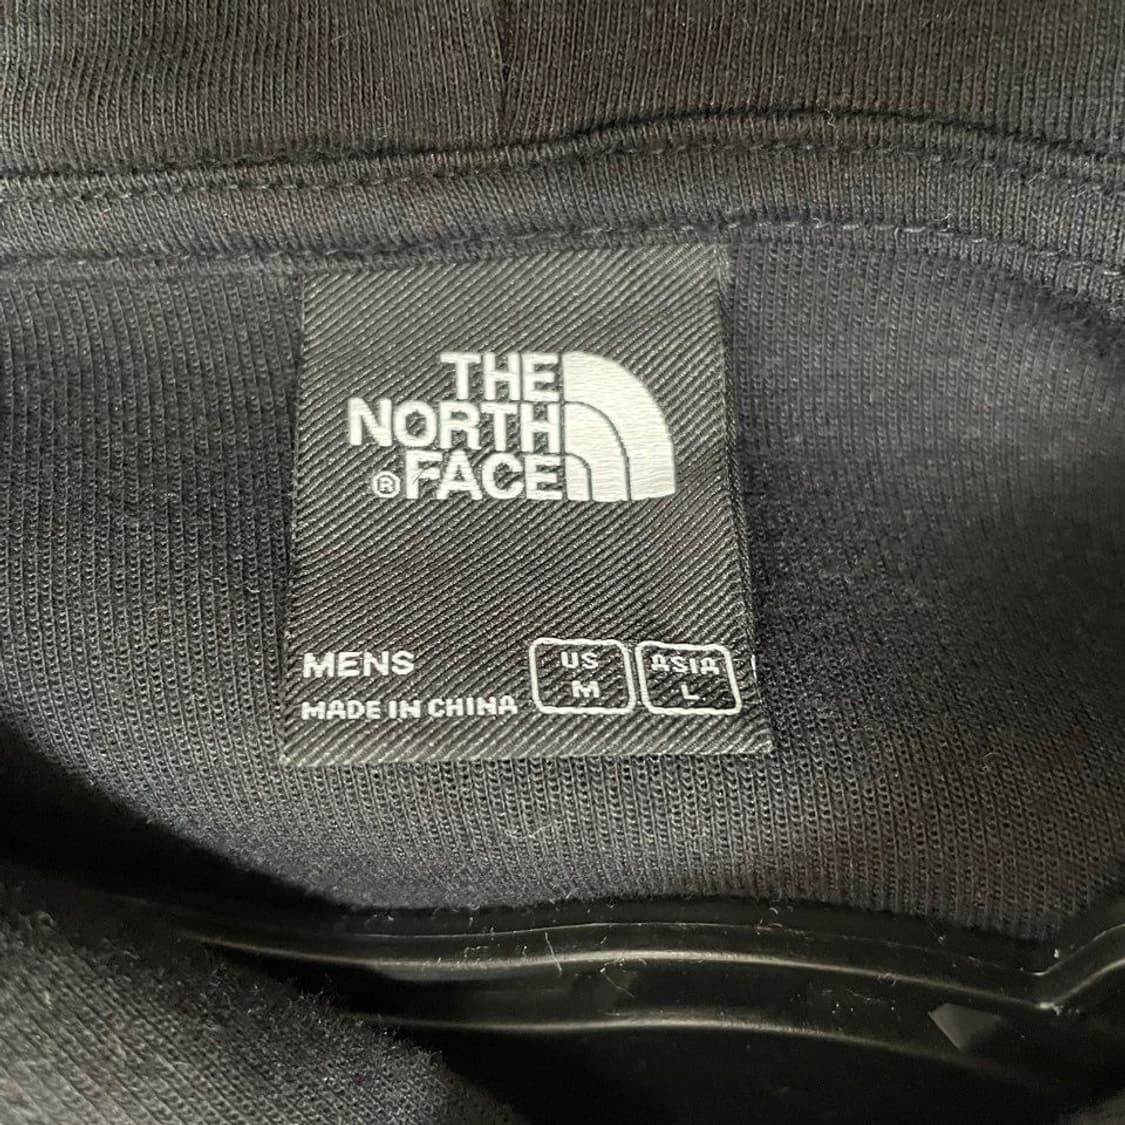 THE
NORTH
®FACE
MENS
MADE IN CHINA
US
M
ASIA
L